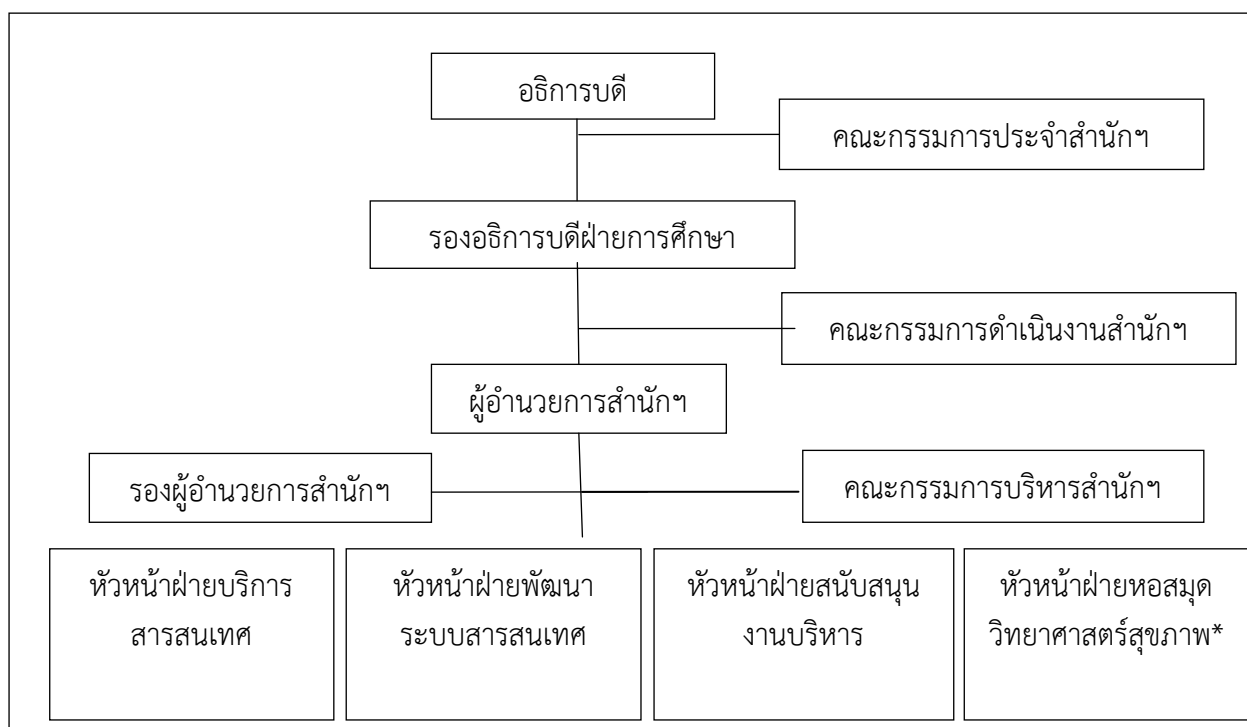 อธิการบดี
คณะกรรมการประจำสำนักฯ
รองอธิการบดีฝ่ายการศึกษา
คณะกรรมการดำเนินงานสำนักฯ
ผู้อำนวยการสำนักฯ
รองผู้อำนวยการสำนักฯ
คณะกรรมการบริหารสำนักฯ
หัวหน้าฝ่ายบริการ
สารสนเทศ
หัวหน้าฝ่ายพัฒนา
ระบบสารสนเทศ
หัวหน้าฝ่ายสนับสนุน
งานบริหาร
หัวหน้าฝ่ายหอสมุด
วิทยาศาสตร์สุขภาพ*